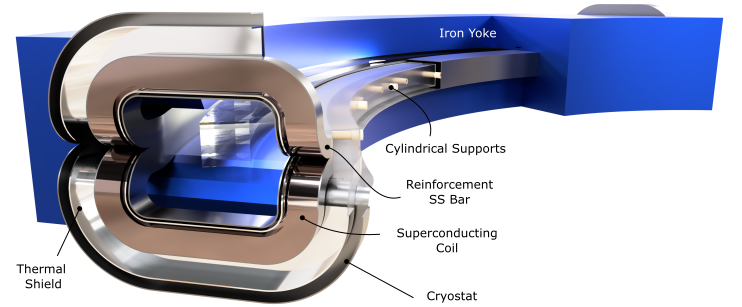 Iron Yoke
Cylindrical Supports
Reinforcement
SS Bar
Superconducting
Coil
Thermal
Shield
Cryostat